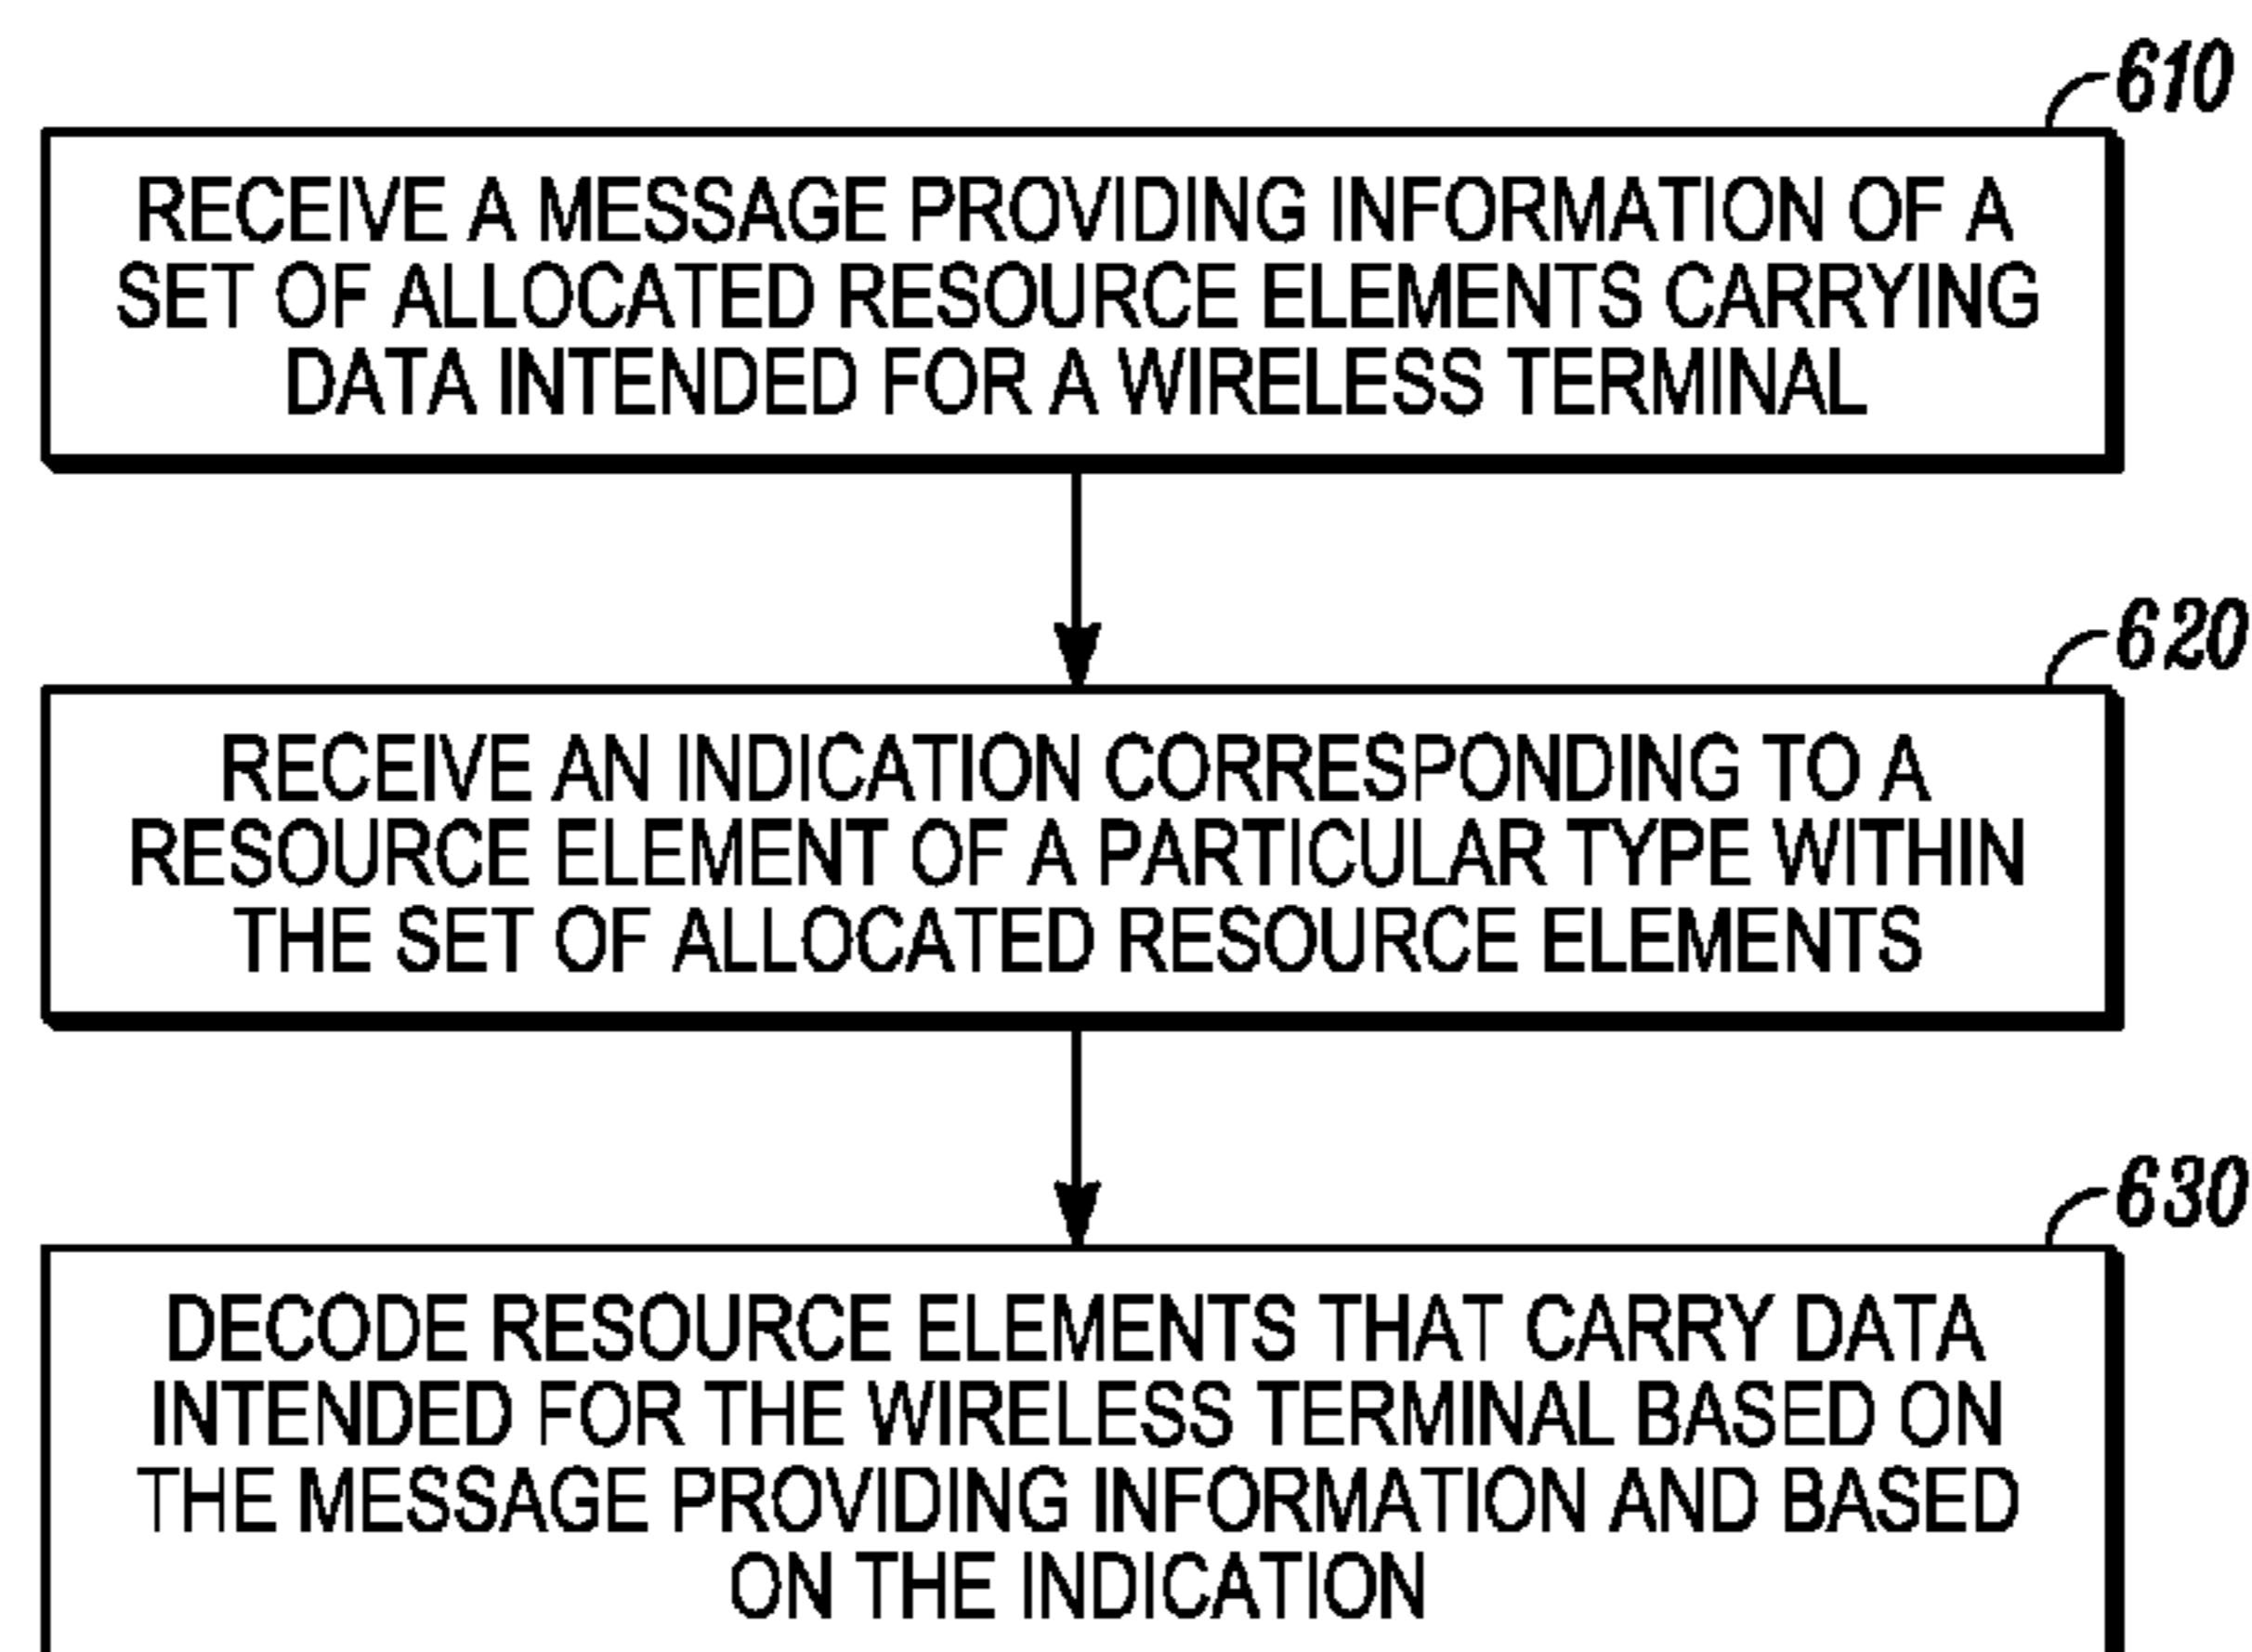 610
RECEIVE A MESSAGE PROVIDING INFORMATION OF A
SET OF ALLOCATED RESOURCE ELEMENTS CARRYING
DATA INTENDED FOR A WIRELESS TERMINAL
620
RECEIVE AN INDICATION CORRESPONDING TO A
RESOURCE ELEMENT OF A PARTICULAR TYPE WITHIN
THE SET OF ALLOCATED RESOURCE ELEMENTS
630
DECODE RESOURCE ELEMENTS THAT CARRY DATA
INTENDED FOR THE WIRELESS TERMINAL BASED ON
THE MESSAGE PROVIDING INFORMATION AND BASED
ON THE INDICATION